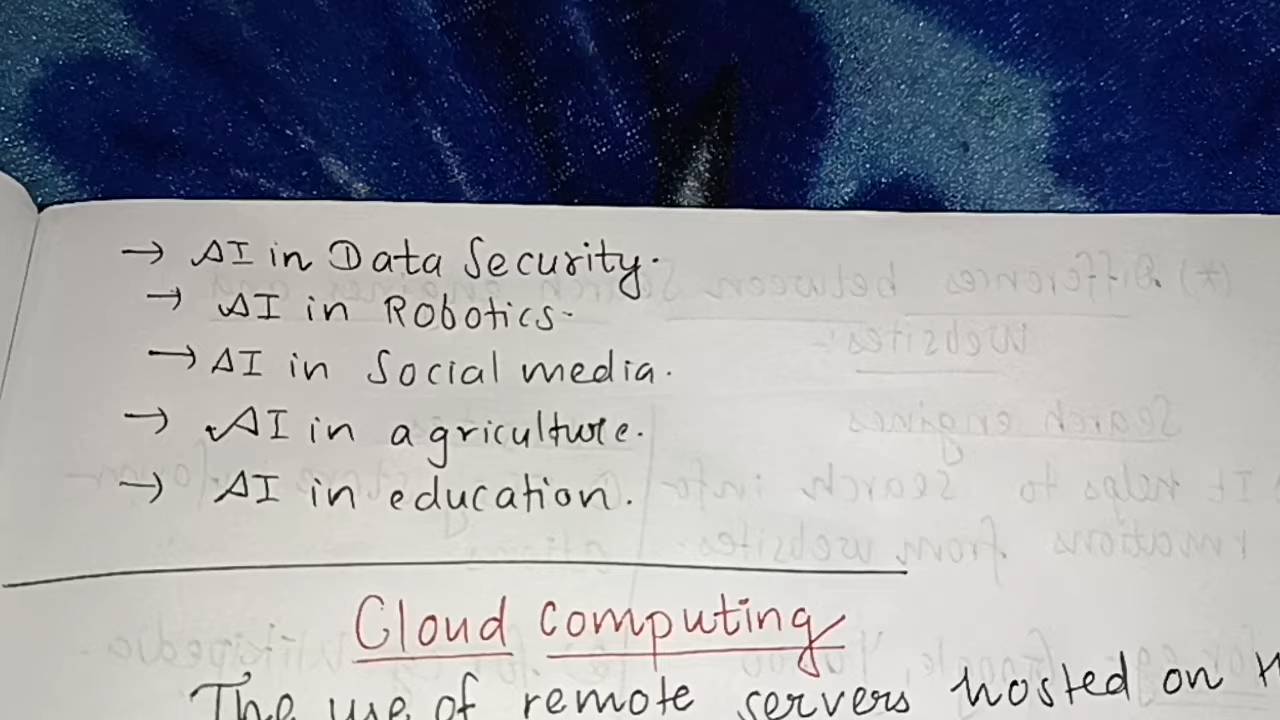 → AI in Data Security.
→ AI in Robotics.
→ AI in Social media.
→ AI in agriculture.
→ AI in education.
Cloud computing
The use of remote servers hosted on